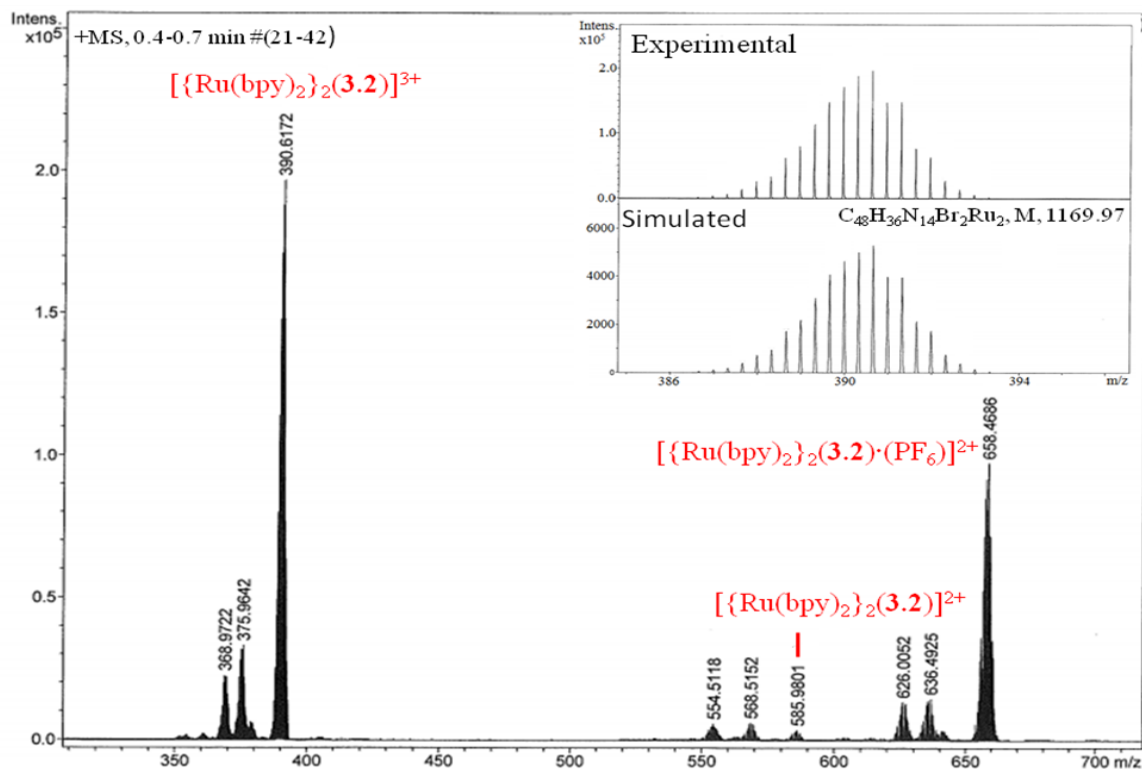 Intens.
x10⁵
+MS, 0.4-0.7 min #(21-42)
[{Ru(bpy)₂}₂(3.2)]³⁺
390.6172
2.0
1.5
1.0
0.5
0.0
368.9722
375.9642
350
400
450
500
550
600
650
700 m/z
Intens.
x10⁵
Experimental
2.0
1.0
0.0
Simulated
C₄₈H₃₆N₁₄Br₂Ru₂, M, 1169.97
6000
4000
2000
0
386
390
394
m/z
[{Ru(bpy)₂}₂(3.2)·(PF₆)]²⁺
658.4686
[{Ru(bpy)₂}₂(3.2)]²⁺
554.5118
568.5152
585.9801
626.0052
636.4925